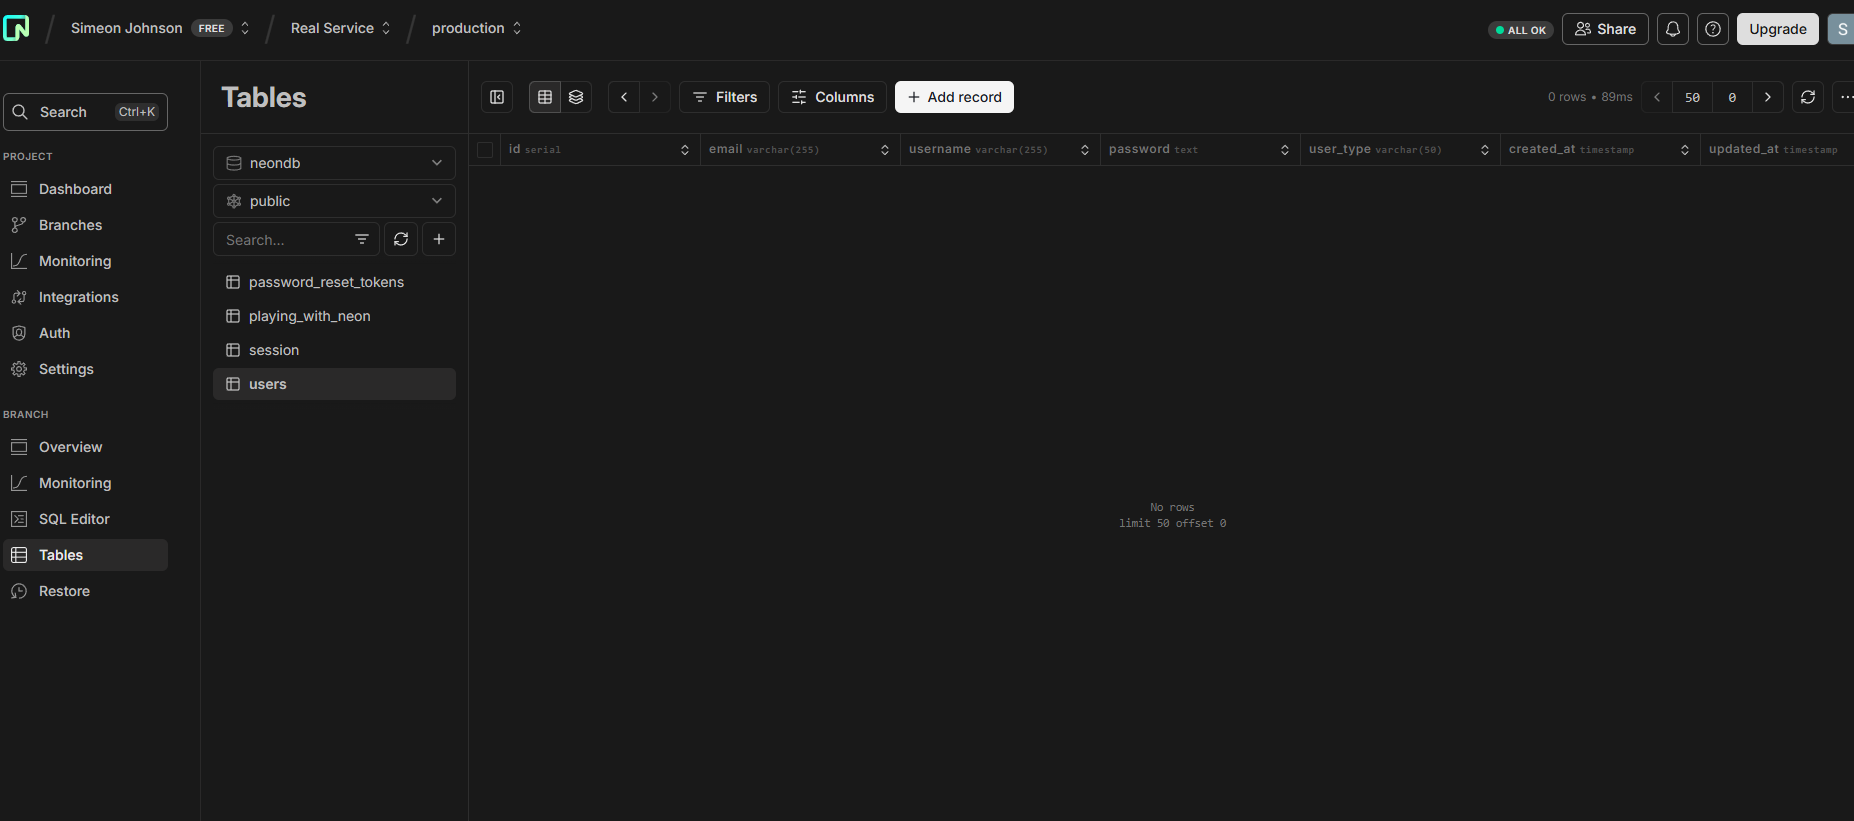 Simeon Johnson FREE / Real Service / production
ALL OK Share Upgrade S
Search Ctrl+K
PROJECT
Dashboard
Branches
Monitoring
Integrations
Auth
Settings
BRANCH
Overview
Monitoring
SQL Editor
Tables
Restore
Tables
neondb
public
Search...
password_reset_tokens
playing_with_neon
session
users
Filters Columns + Add record 0 rows • 89ms 50 0
id serial email varchar(255) username varchar(255) password text user_type varchar(50) created_at timestamp updated_at timestamp
No rows
limit 50 offset 0